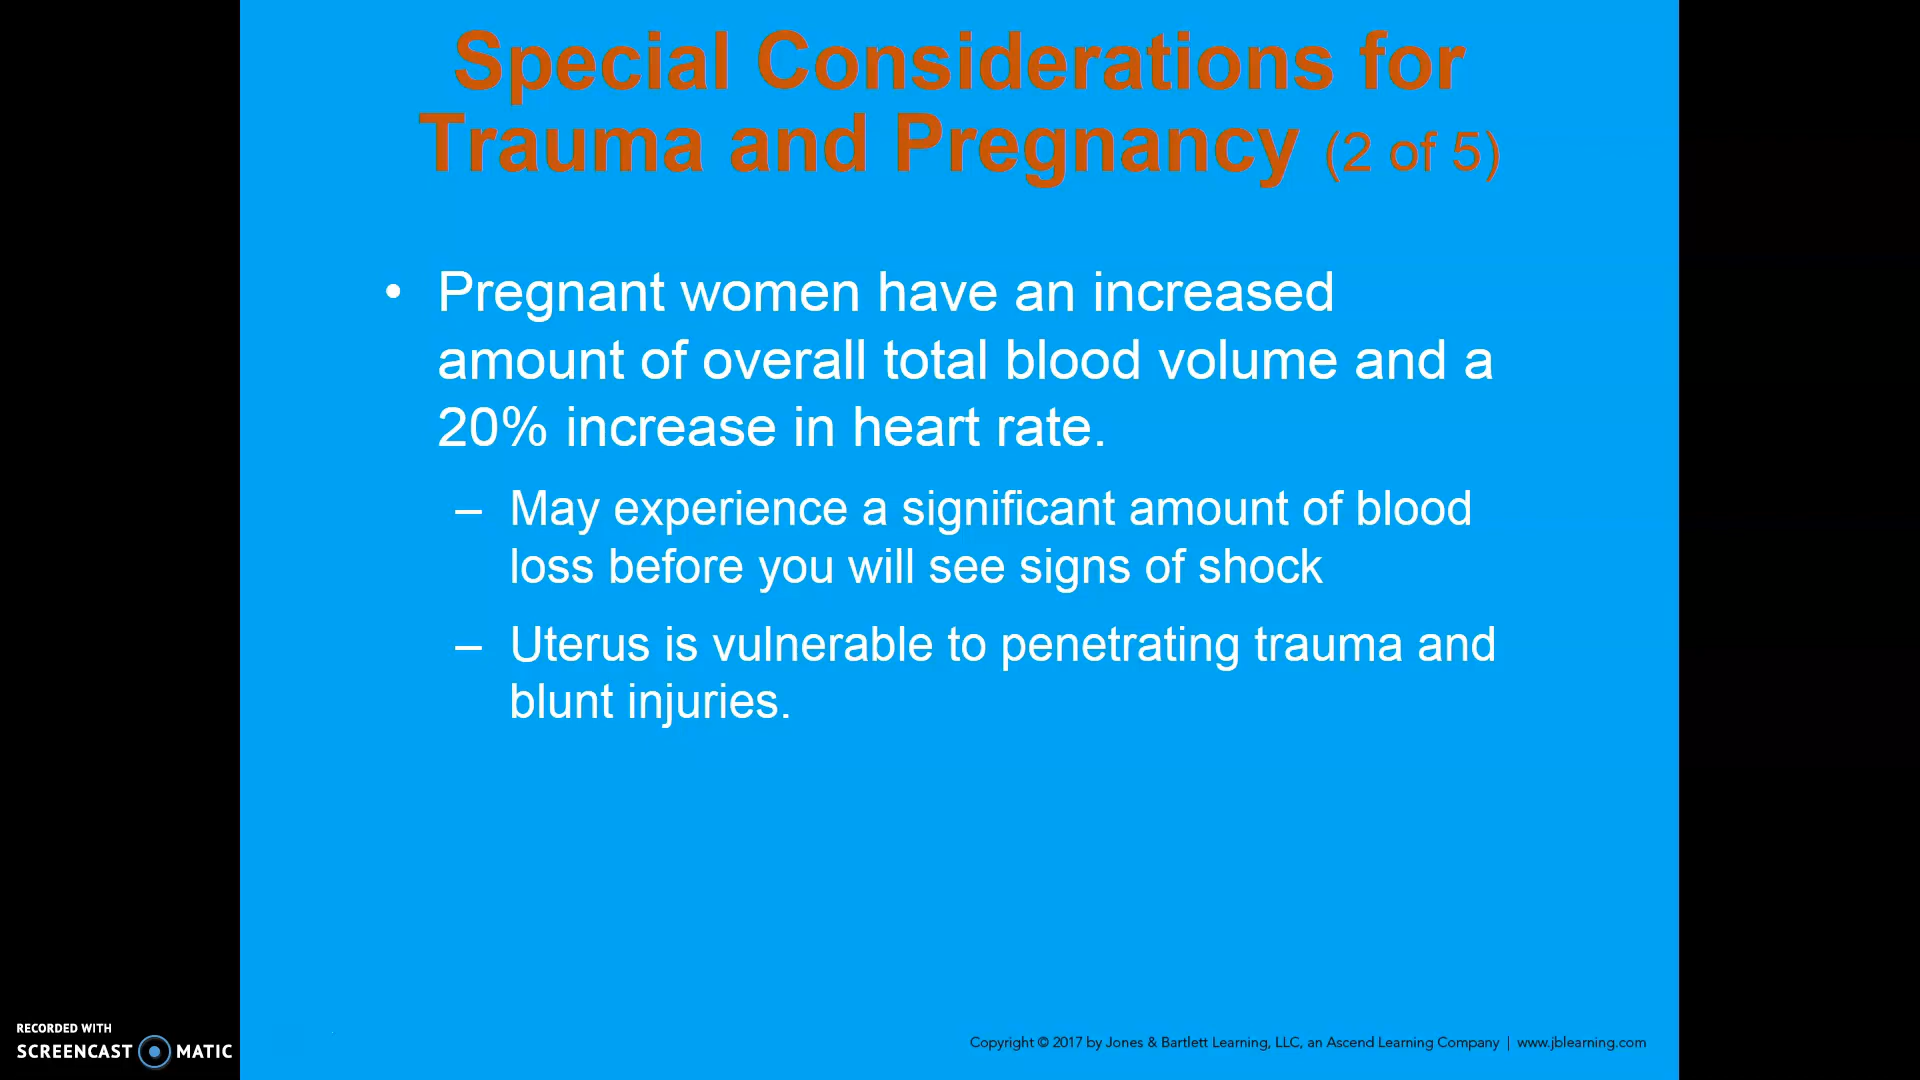 Special Considerations for
Trauma and Pregnancy (2 of 5)
• Pregnant women have an increased
amount of overall total blood volume and a
20% increase in heart rate.
– May experience a significant amount of blood
loss before you will see signs of shock
– Uterus is vulnerable to penetrating trauma and
blunt injuries.
RECORDED WITH
SCREENCAST MATIC
Copyright © 2017 by Jones & Bartlett Learning, LLC, an Ascend Learning Company | www.jblearning.com